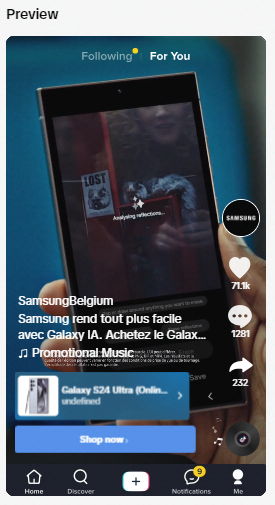 Preview
Following
For You
LOST
Analysing reflections...
SAMSUNG
71.1k
1281
232
SamsungBelgium
Samsung rend tout plus facile
avec Galaxy IA. Achetez le Galax...
♫ Promotional Music
Save
Galaxy S24 Ultra (Onlin...
undefined
Shop now ›
9
Home
Discover
Notifications
Me